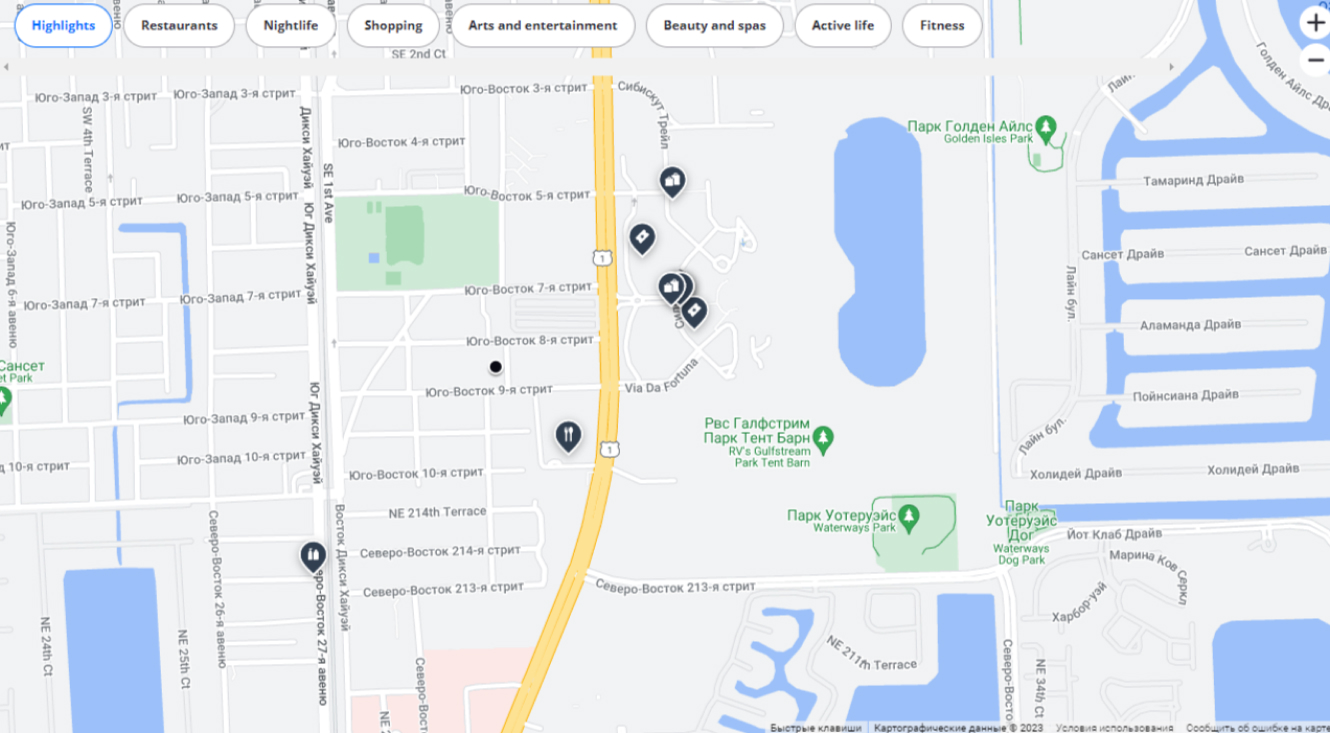 Highlights
Restaurants
Nightlife
Shopping
Arts and entertainment
Beauty and spas
Active life
Fitness
SE 2nd Ct
Юго-Запад 3-я стрит
Юго-Запад 3-я стрит
Юго-Восток 3-я стрит
Сибискут Трейл
SW 4th Terrace
Дикси Хайуэй
Юго-Восток 4-я стрит
Парк Голден Айлс
Golden Isles Park
SE 1st Ave
Тамаринд Драйв
Юго-Запад 5-я стрит
Юго-Запад 5-я стрит
Юго-Восток 5-я стрит
Юг Дикси Хайуэй
Юго-Запад 6-я авеню
Сансет Драйв
Сансет Драйв
1
Лайн бул.
Юго-Запад 7-я стрит
Юго-Запад 7-я стрит
Юго-Восток 7-я стрит
Аламанда Драйв
Юго-Восток 8-я стрит
Сансет
et Park
Юго-Восток 9-я стрит
Via Da Fortuna
Пойнсиана Драйв
Юго-Запад 9-я стрит
Юг Дикси Хайуэй
Рвс Галфстрим
Парк Тент Барн
RV's Gulfstream
Park Tent Barn
Лайн бул.
1
10-я стрит
Юго-Запад 10-я стрит
Юго-Восток 10-я стрит
Холидей Драйв
Холидей Драйв
NE 214th Terrace
Парк Уотеруэйс
Waterways Park
Парк
Уотеруэйс
Дог
Waterways
Dog Park
Йот Клаб Драйв
Северо-Восток 26-я авеню
Восток Дикси Хайуэй
Северо-Восток 214-я стрит
Марина Ков Серкл
Северо-Восток 213-я стрит
Северо-Восток 213-я стрит
Харбор-уэй
еро-Восток 27-я авеню
NE 24th Ct
NE 25th Ct
NE 211th Terrace
Северо-Вост
Северо-Восто
NE 34th Ct
NE 2
Голден Айлс Др
Быстрые клавиши
Картографические данные © 2023
Условия использования
Сообщить об ошибке на карте